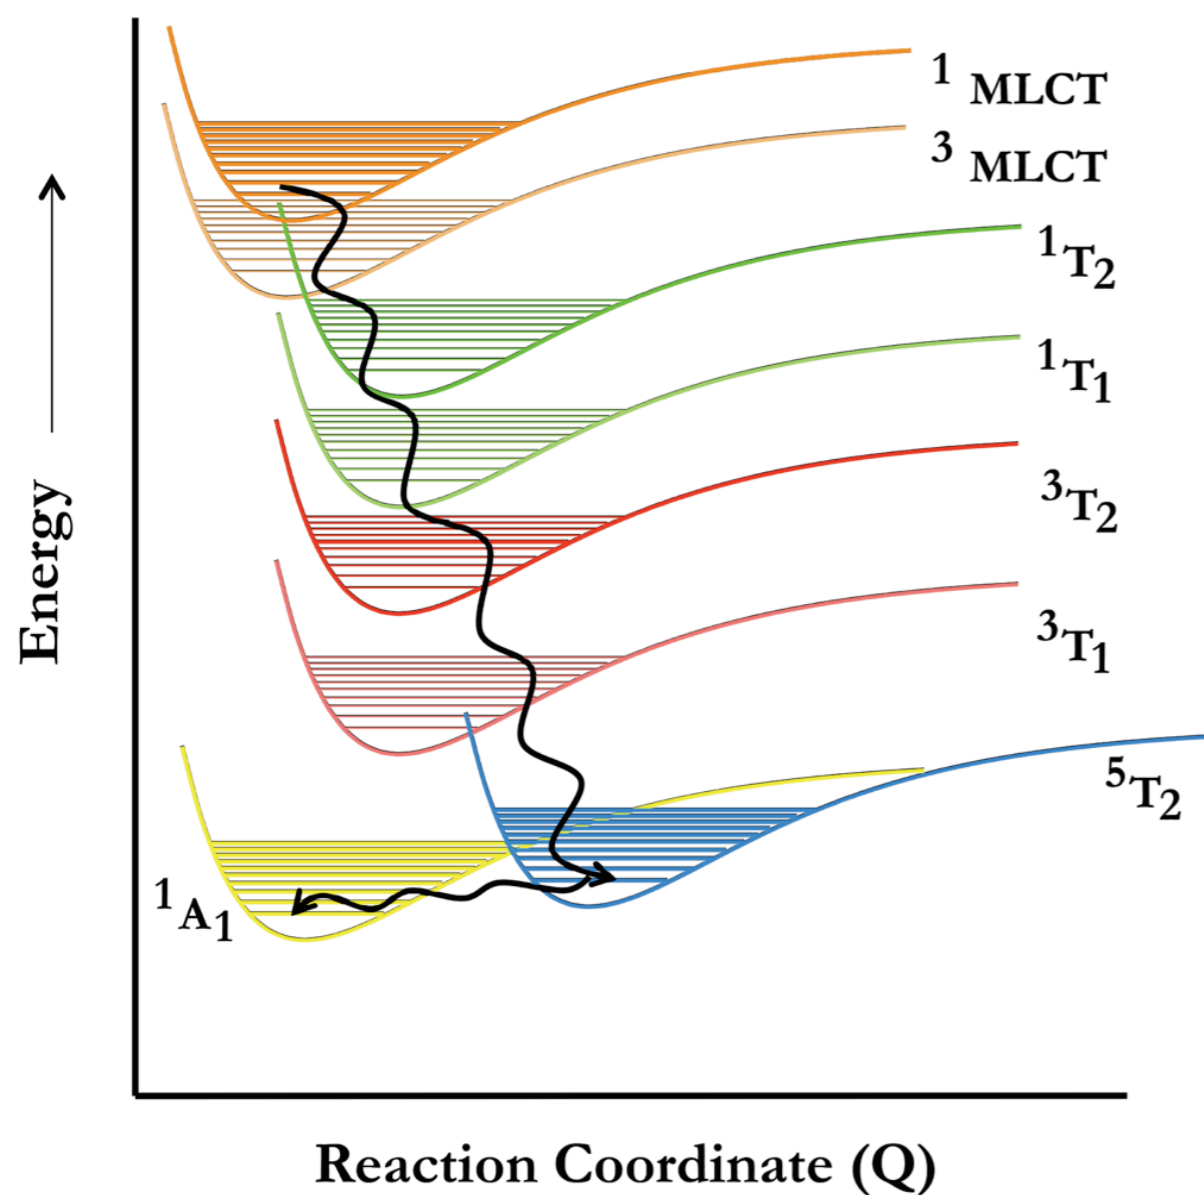 ¹ MLCT
³ MLCT
¹T₂
¹T₁
³T₂
³T₁
⁵T₂
¹A₁
Energy
Reaction Coordinate (Q)